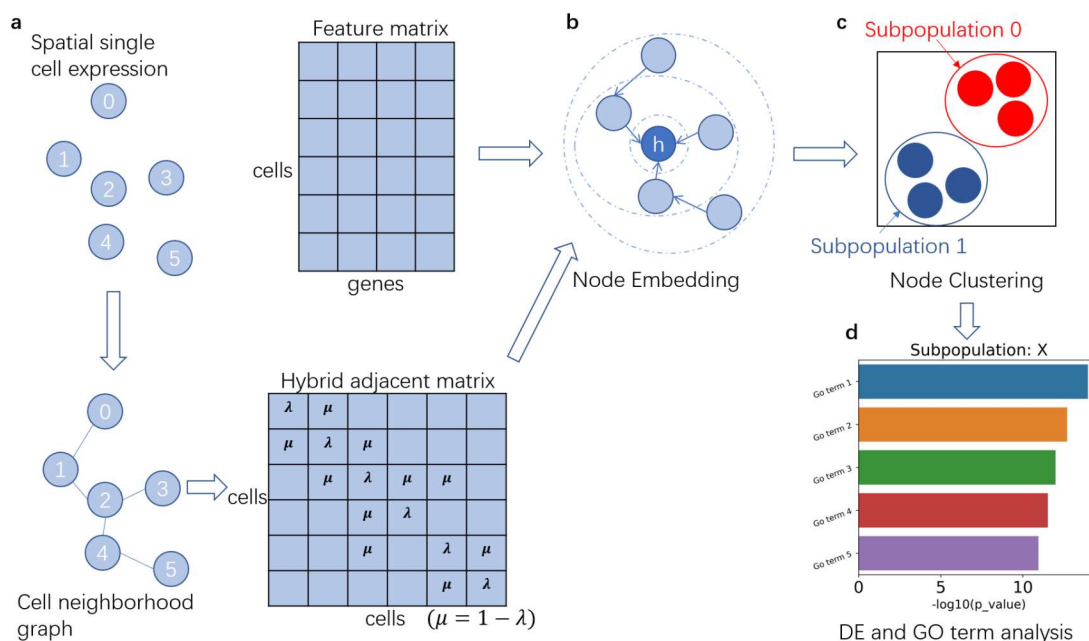 a
Spatial single
cell expression
0
1
2
3
4
5
Feature matrix
cells
genes
b
h
Node Embedding
c
Subpopulation 0
Subpopulation 1
Node Clustering
0
1
2
3
4
5
Cell neighborhood
graph
Hybrid adjacent matrix
λ μ
μ λ μ
μ λ μ μ
μ λ
μ λ μ
μ λ
cells
cells (μ = 1 − λ)
d
Subpopulation: X
Go term 1
Go term 2
Go term 3
Go term 4
Go term 5
0 5 10
-log10(p_value)
DE and GO term analysis